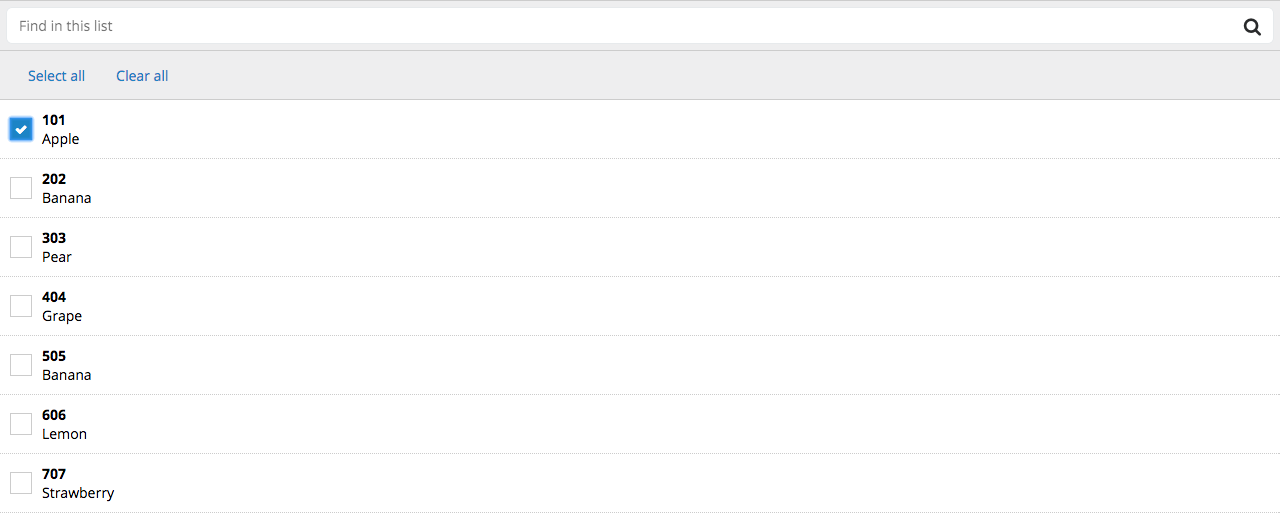 Find in this list
Select all Clear all
101
Apple
202
Banana
303
Pear
404
Grape
505
Banana
606
Lemon
707
Strawberry